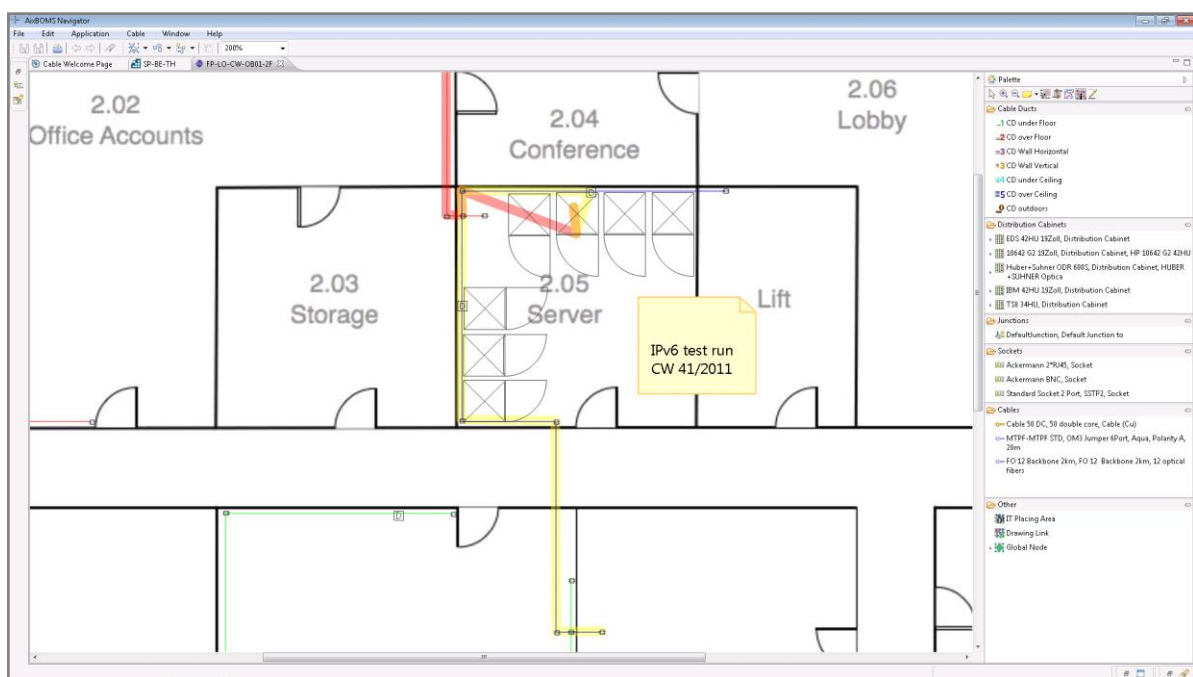 AixBOMS Navigator
File Edit Application Cable Window Help
200%
Cable Welcome Page SP-BE-TH FP-LO-CW-OB01-2F
2.02
Office Accounts
2.04
Conference
2.06
Lobby
2.03
Storage
2.05
Server
Lift
IPv6 test run
CW 41/2011
D
D
D
Palette
Cable Ducts
1 CD under Floor
2 CD over Floor
3 CD Wall Horizontal
3 CD Wall Vertical
4 CD under Ceiling
5 CD over Ceiling
CD outdoors
Distribution Cabinets
EDS 42HU 19Zoll, Distribution Cabinet
10642 G2 19Zoll, Distribution Cabinet, HP 10642 G2 42HU
Huber+Suhner ODR 600S, Distribution Cabinet, HUBER
+SUHNER Optica
IBM 42HU 19Zoll, Distribution Cabinet
TS8 34HU, Distribution Cabinet
Junctions
DefaultJunction, Default Junction to
Sockets
Ackermann 2*RJ45, Socket
Ackermann BNC, Socket
Standard Socket 2 Port, SSTP2, Socket
Cables
Cable 50 DC, 50 double core, Cable (Cu)
MTPF-MTPF STD, OM3 Jumper 6Port, Aqua, Polarity A,
20m
FO 12 Backbone 2km, FO 12 Backbone 2km, 12 optical
fibers
Other
IT Placing Area
Drawing Link
Global Node